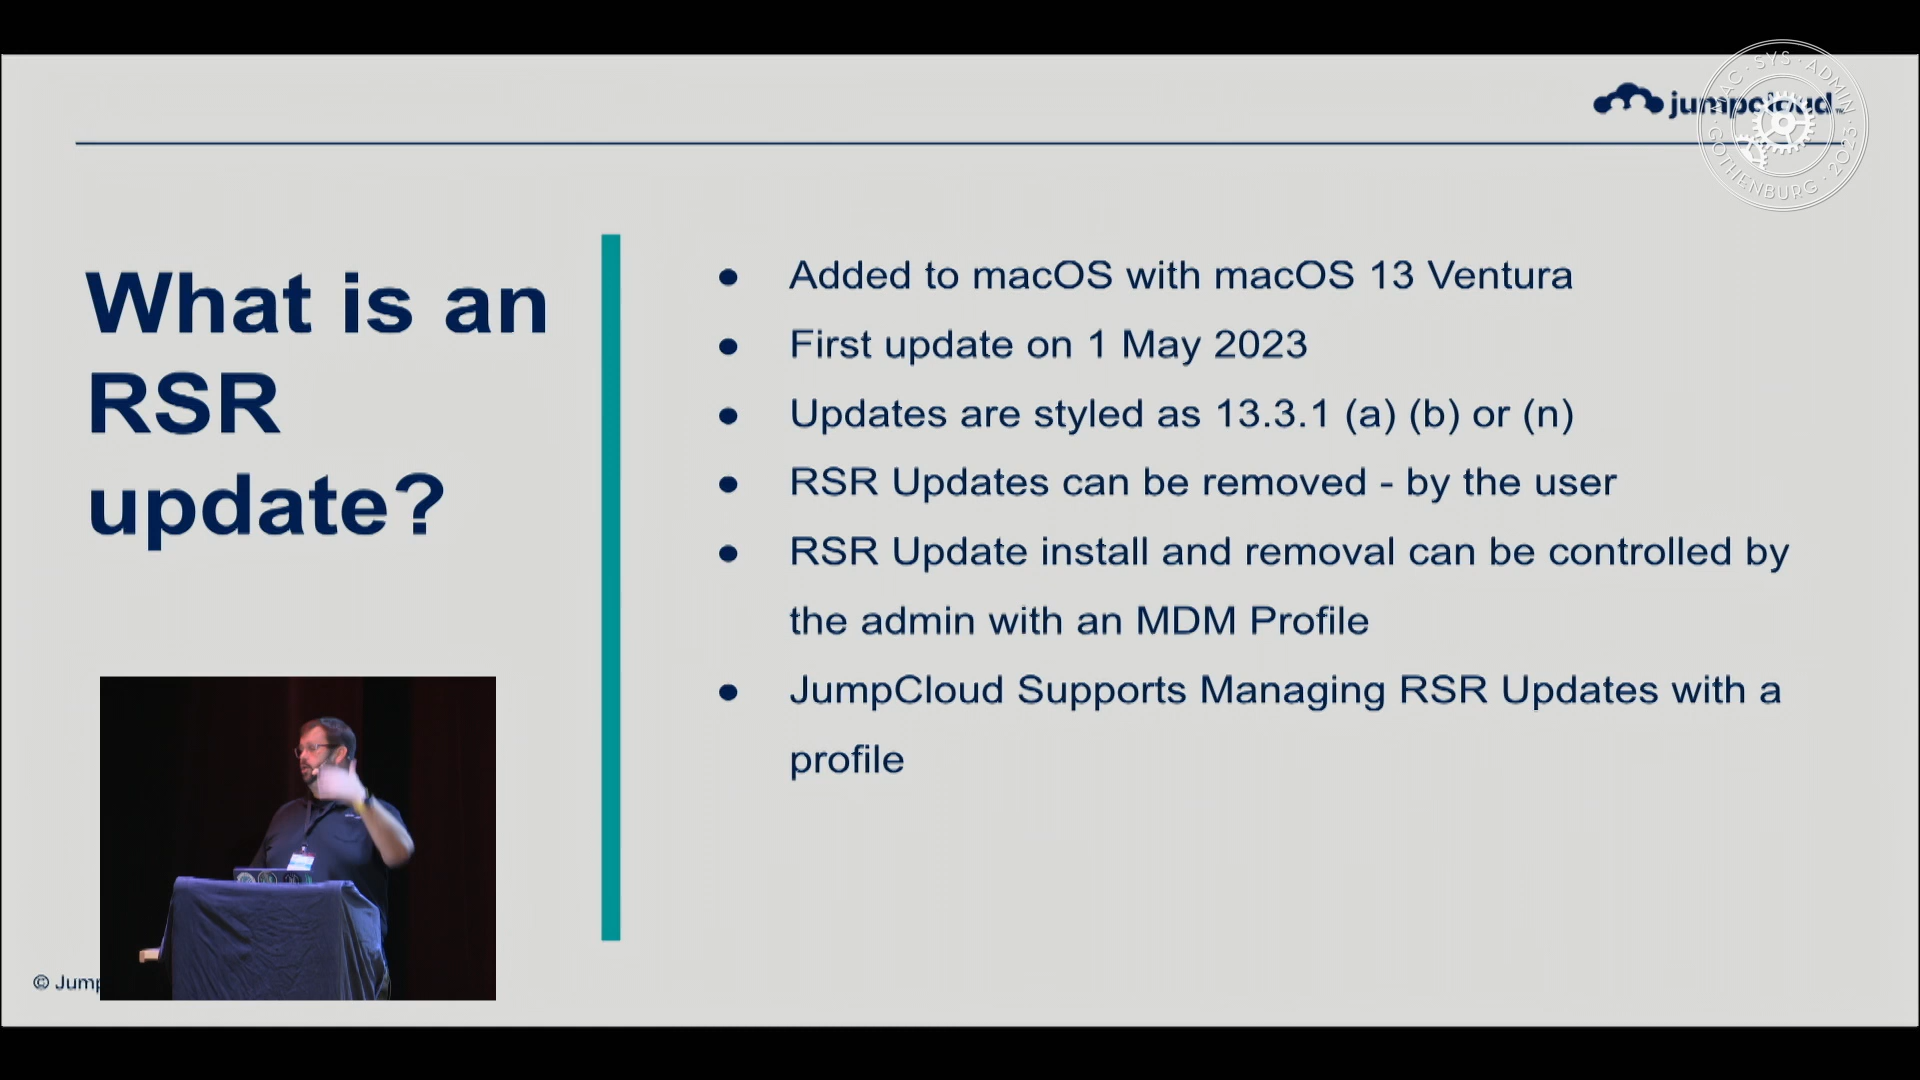 jumpcloud
MAC · SYS · ADMIN
GOTHENBURG · 2023
What is an
RSR
update?
● Added to macOS with macOS 13 Ventura
● First update on 1 May 2023
● Updates are styled as 13.3.1 (a) (b) or (n)
● RSR Updates can be removed - by the user
● RSR Update install and removal can be controlled by
the admin with an MDM Profile
● JumpCloud Supports Managing RSR Updates with a
profile
©